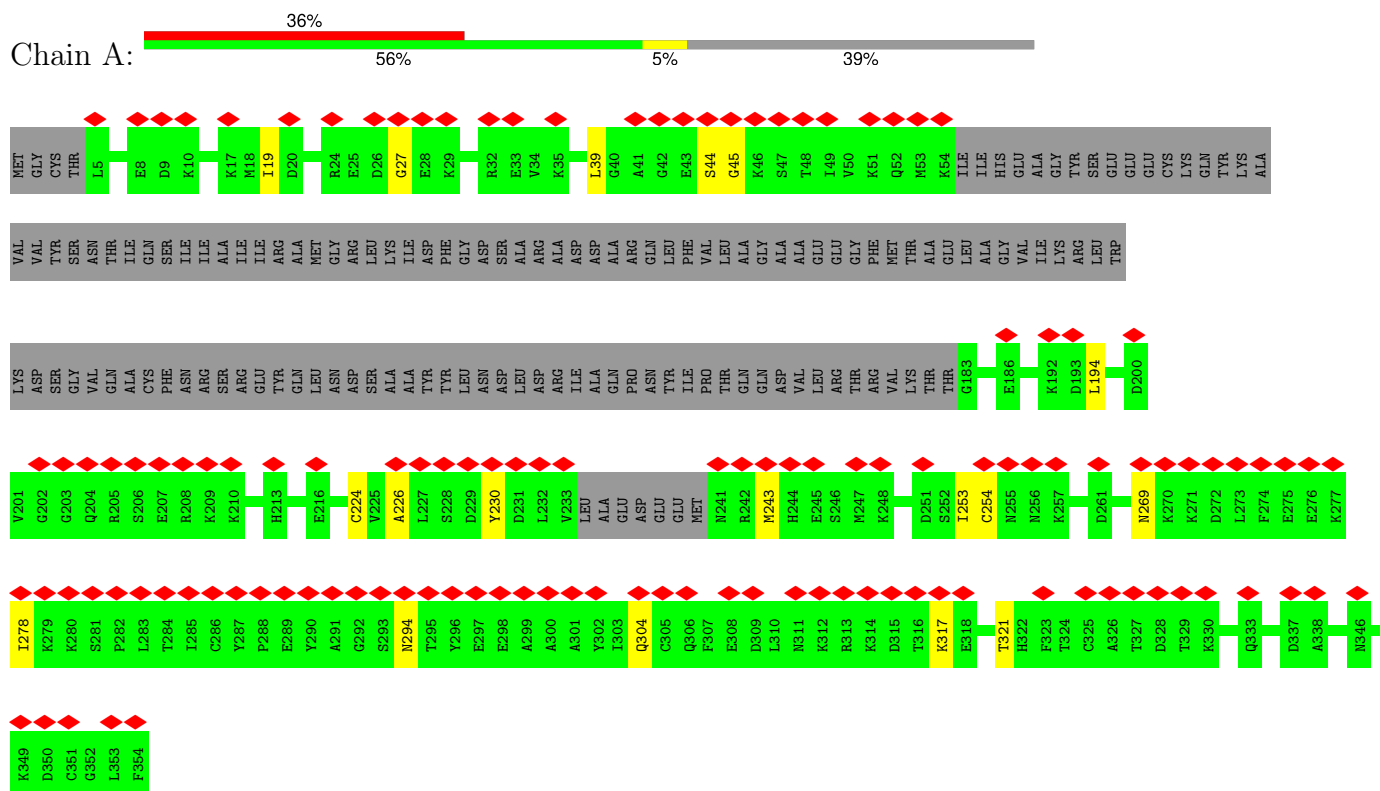 36%
Chain A:
56% 5% 39%
MET GLY CYS THR L5 E8 D9 K10 K17 M18 I19 D20 R24 E25 D26 G27 E28 K29 R32 E33 V34 K35 L39 G40 A41 G42 E43 S44 G45 K46 S47 T48 I49 V50 K51 Q52 M53 K54 ILE ILE HIS GLU ALA GLY TYR SER GLU GLU GLU CYS LYS GLN TYR LYS ALA
VAL VAL TYR SER ASN THR ILE GLN SER ILE ILE ALA ILE ILE ARG ALA MET GLY ARG LEU LYS ILE ASP PHE GLY ASP SER ALA ARG ALA ASP ASP ALA ARG GLN LEU PHE VAL LEU ALA GLY ALA ALA GLU GLU GLY PHE MET THR ALA GLU LEU ALA GLY VAL ILE LYS ARG LEU TRP
LYS ASP SER GLY VAL GLN ALA CYS PHE ASN ARG SER ARG GLU TYR GLN LEU ASN ASP SER ALA ALA TYR TYR LEU ASN ASP LEU ASP ARG ILE ALA GLN PRO ASN TYR ILE PRO THR GLN GLN ASP VAL LEU ARG THR ARG VAL LYS THR THR G183 E186 K192 D193 L194 D200
V201 G202 G203 Q204 R205 S206 E207 R208 K209 K210 H213 E216 C224 V225 A226 L227 S228 D229 Y230 D231 L232 V233 LEU ALA GLU ASP GLU GLU MET N241 R242 M243 H244 E245 S246 M247 K248 D251 S252 I253 C254 N255 N256 K257 D261 N269 K270 K271 D272 L273 F274 E275 E276 K277
I278 K279 K280 S281 P282 L283 T284 I285 C286 Y287 P288 E289 Y290 A291 G292 S293 N294 T295 Y296 E297 E298 A299 A300 A301 Y302 I303 Q304 C305 Q306 F307 E308 D309 L310 N311 K312 R313 K314 D315 T316 K317 E318 T321 H322 F323 T324 C325 A326 T327 D328 T329 K330 Q333 D337 A338 N346
K349 D350 C351 G352 L353 F354